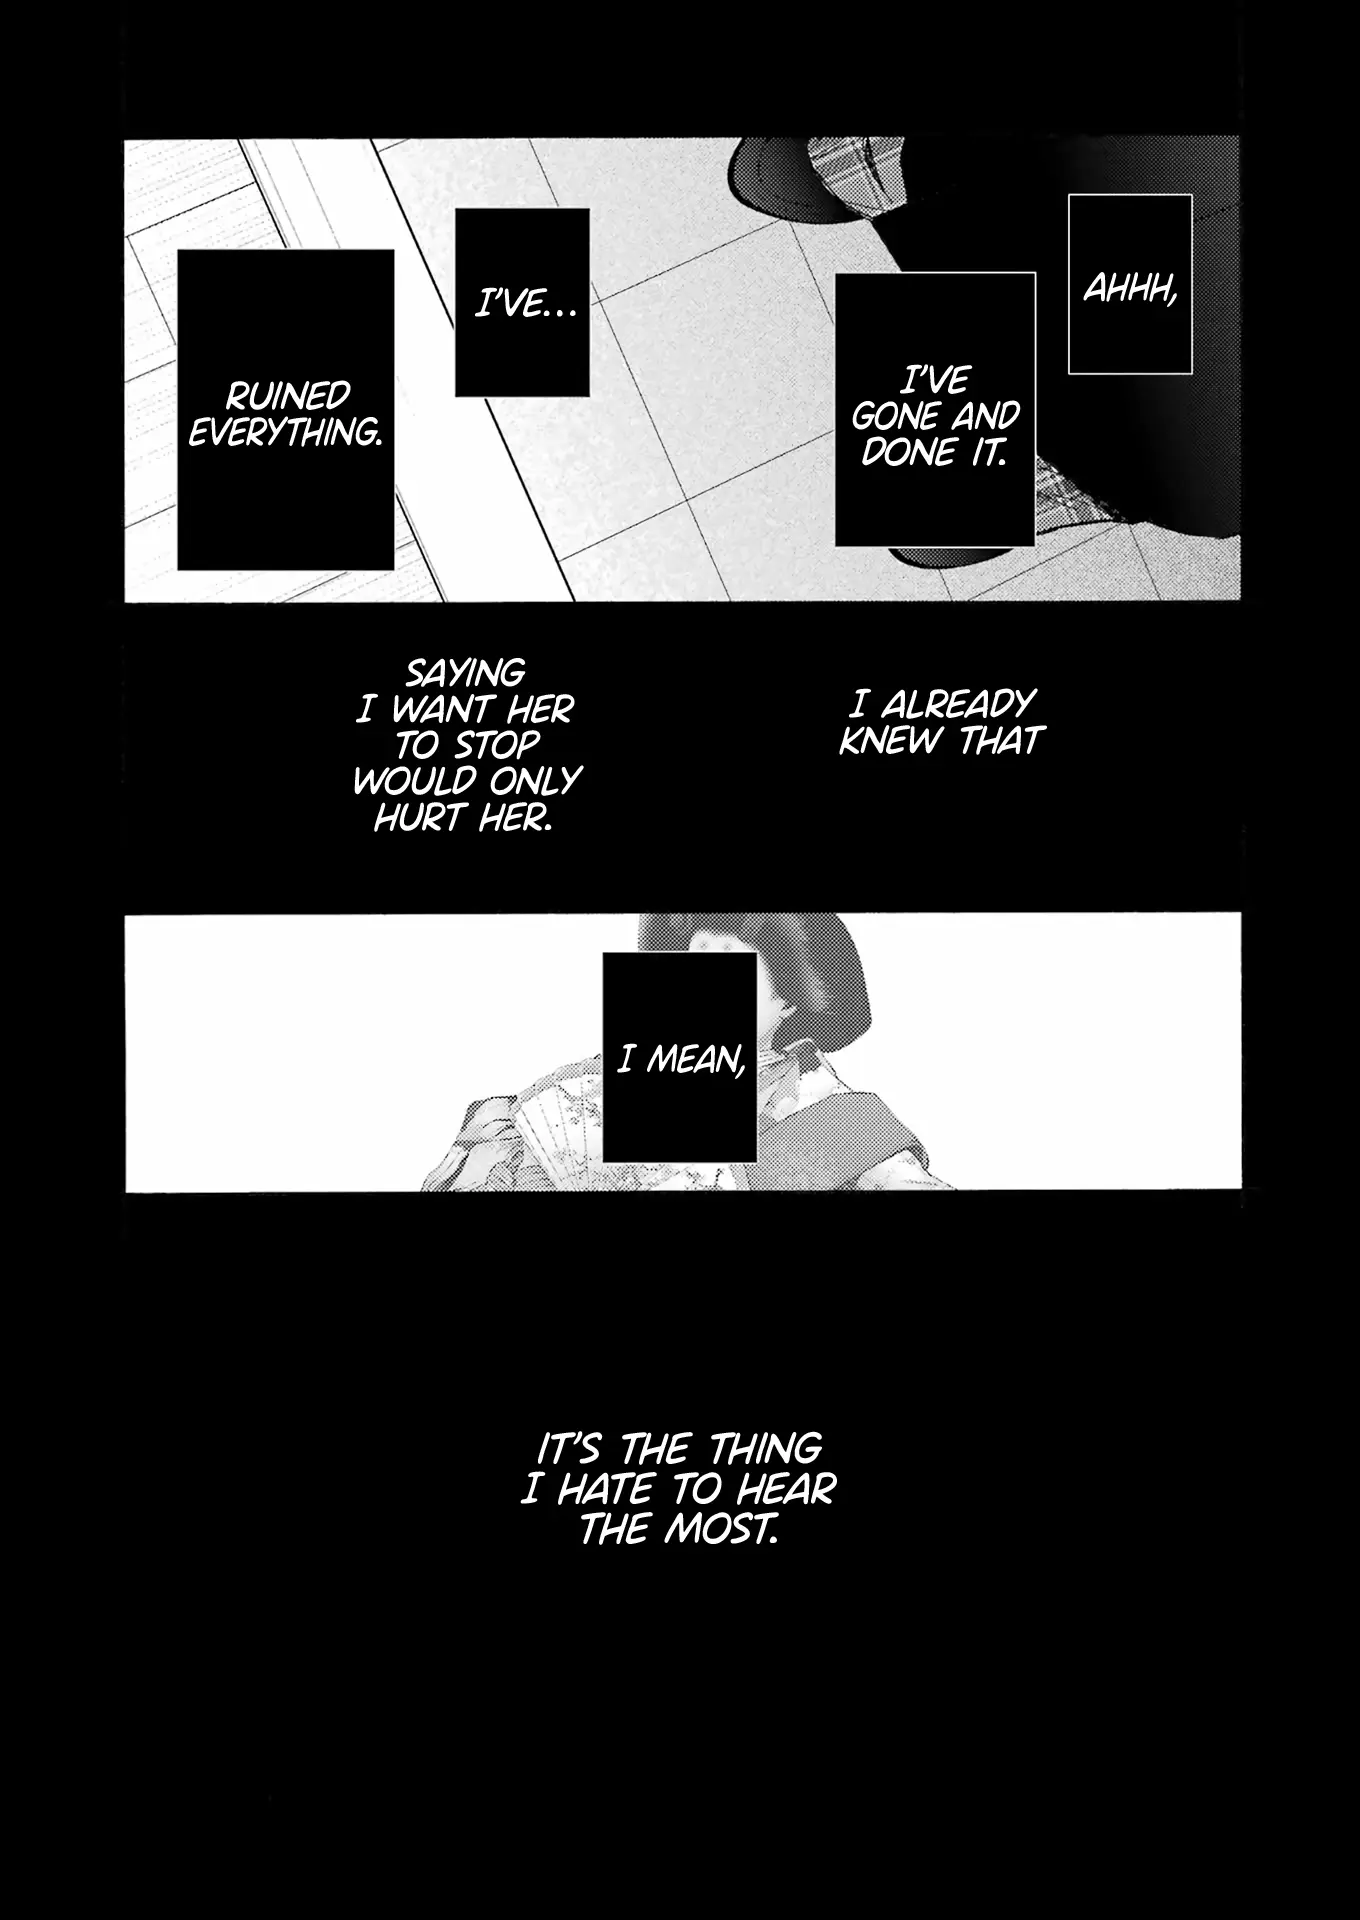 AHHH,
I'VE
GONE AND
DONE IT.
I'VE...
RUINED
EVERYTHING.
I ALREADY
KNEW THAT
SAYING
I WANT HER
TO STOP
WOULD ONLY
HURT HER.
I MEAN,
IT'S THE THING
I HATE TO HEAR
THE MOST.